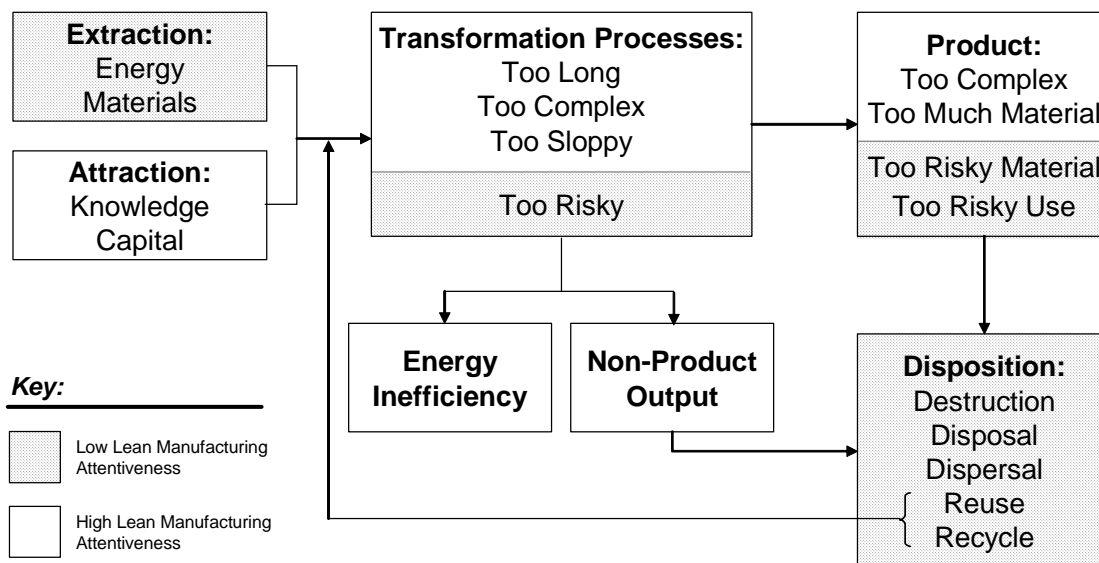 Extraction:
Energy
Materials
Attraction:
Knowledge
Capital
Transformation Processes:
Too Long
Too Complex
Too Sloppy
Too Risky
Product:
Too Complex
Too Much Material
Too Risky Material
Too Risky Use
Energy
Inefficiency
Non-Product
Output
Disposition:
Destruction
Disposal
Dispersal
Reuse
Recycle
Key:
Low Lean Manufacturing
Attentiveness
High Lean Manufacturing
Attentiveness